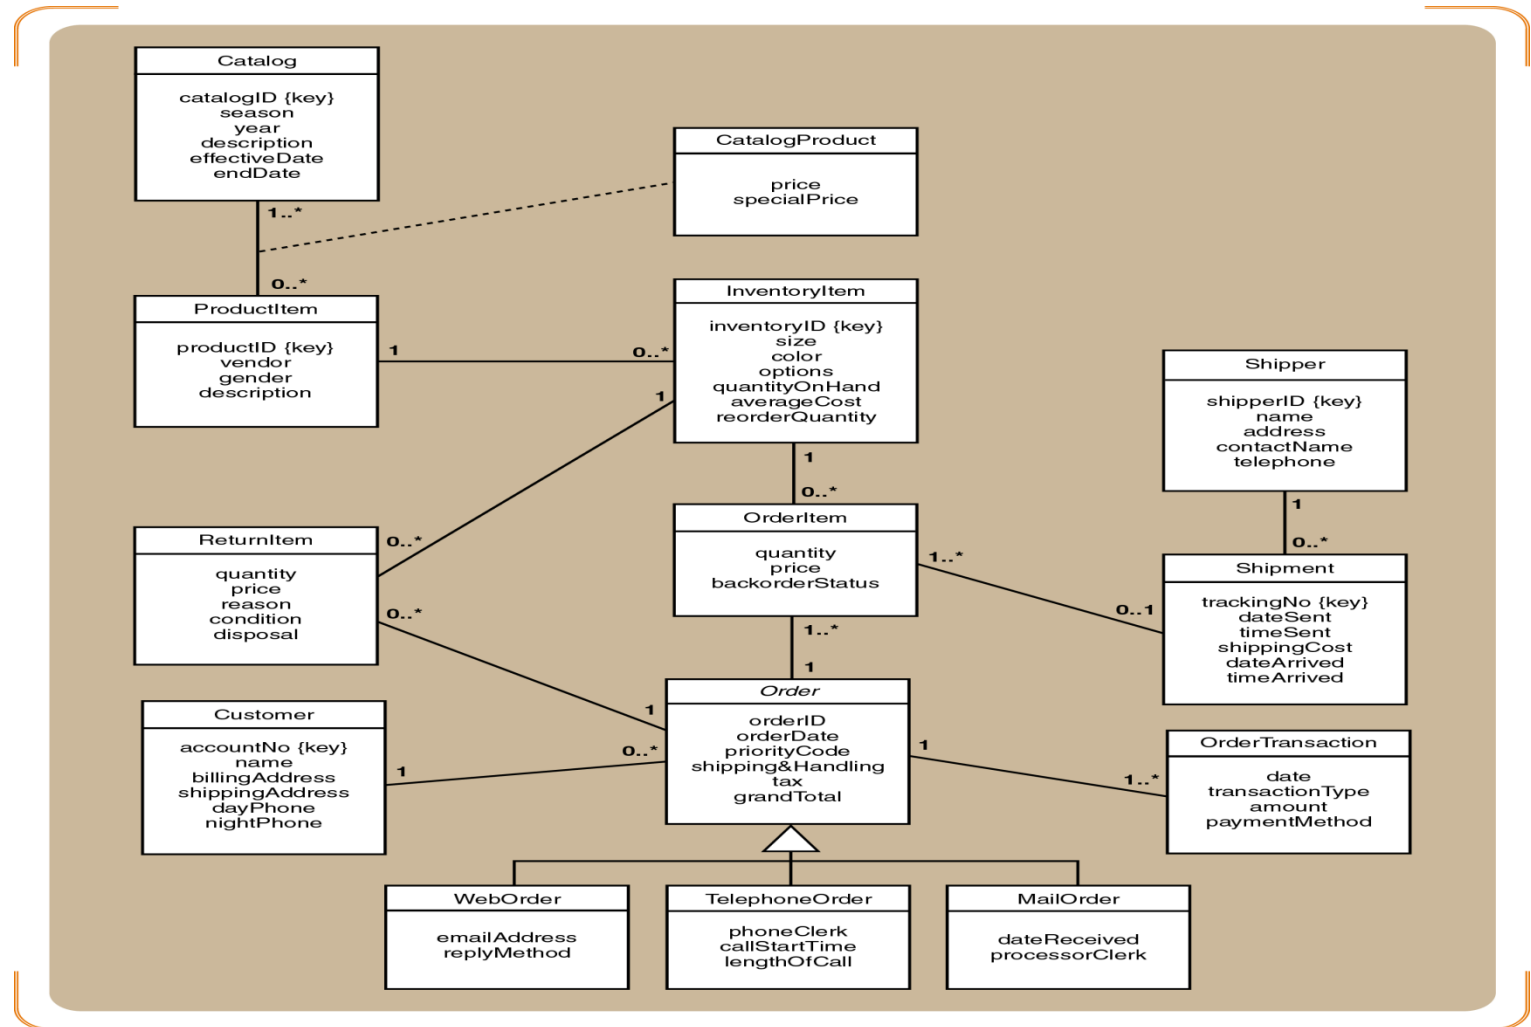 Catalog
catalogID {key}
season
year
description
effectiveDate
endDate
1..*
0..*
CatalogProduct
price
specialPrice
ProductItem
productID {key}
vendor
gender
description
1
0..*
InventoryItem
inventoryID {key}
size
color
options
quantityOnHand
averageCost
reorderQuantity
1
1
0..*
Shipper
shipperID {key}
name
address
contactName
telephone
1
0..*
ReturnItem
quantity
price
reason
condition
disposal
0..*
0..*
OrderItem
quantity
price
backorderStatus
1..*
0..1
1..*
1
Shipment
trackingNo {key}
dateSent
timeSent
shippingCost
dateArrived
timeArrived
Customer
accountNo {key}
name
billingAddress
shippingAddress
dayPhone
nightPhone
1
1
0..*
Order
orderID
orderDate
priorityCode
shipping&Handling
tax
grandTotal
1
1..*
OrderTransaction
date
transactionType
amount
paymentMethod
WebOrder
emailAddress
replyMethod
TelephoneOrder
phoneClerk
callStartTime
lengthOfCall
MailOrder
dateReceived
processorClerk